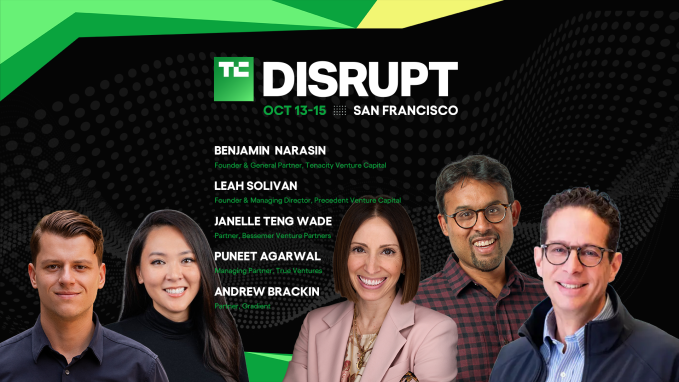 TC DISRUPT
OCT 13-15 SAN FRANCISCO
BENJAMIN NARASIN
Founder & General Partner, Tenacity Venture Capital
LEAH SOLIVAN
Founder & Managing Director, Precedent Venture Capital
JANELLE TENG WADE
Partner, Bessemer Venture Partners
PUNEET AGARWAL
Managing Partner, True Ventures
ANDREW BRACKIN
Partner, Gradient